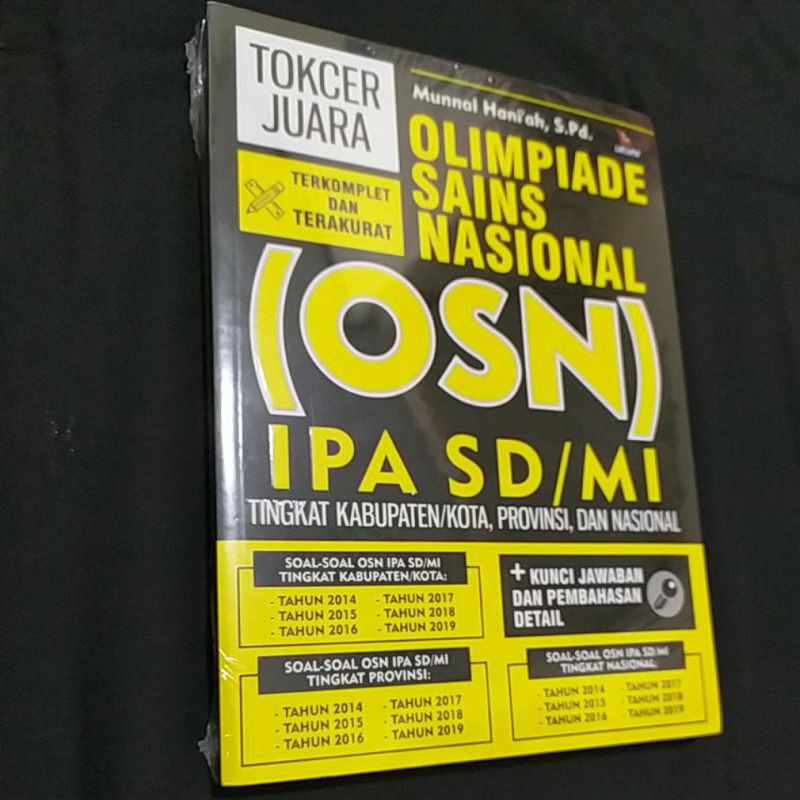 TOKCER
JUARA
TERKOMPLET
DAN
TERAKURAT
Munnal Hani'ah, S.Pd.
OLIMPIADE
SAINS
NASIONAL
(OSN)
IPA SD/MI
TINGKAT KABUPATEN/KOTA, PROVINSI, DAN NASIONAL
SOAL-SOAL OSN IPA SD/MI
TINGKAT KABUPATEN/KOTA:
- TAHUN 2014 - TAHUN 2017
- TAHUN 2015 - TAHUN 2018
- TAHUN 2016 - TAHUN 2019
+ KUNCI JAWABAN
DAN PEMBAHASAN
DETAIL
SOAL-SOAL OSN IPA SD/MI
TINGKAT PROVINSI:
- TAHUN 2014 - TAHUN 2017
- TAHUN 2015 - TAHUN 2018
- TAHUN 2016 - TAHUN 2019
SOAL-SOAL OSN IPA SD/MI
TINGKAT NASIONAL:
- TAHUN 2014 - TAHUN 2017
- TAHUN 2015 - TAHUN 2018
- TAHUN 2016 - TAHUN 2019